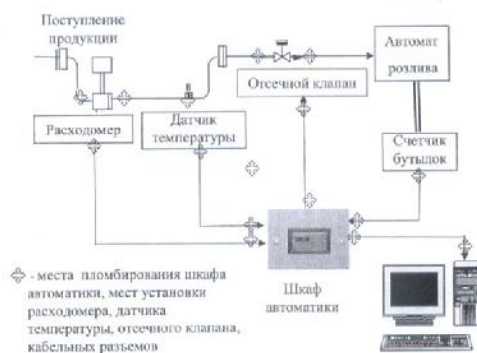 Поступление
продукции
Автомат
розлива
Отсечной клапан
Расходомер
Датчик
температуры
Счетчик
бутылок
- места пломбирования шкафа
автоматики, мест установки
расходомера, датчика
температуры, отсечного клапана,
кабельных разъемов
Шкаф
автоматики